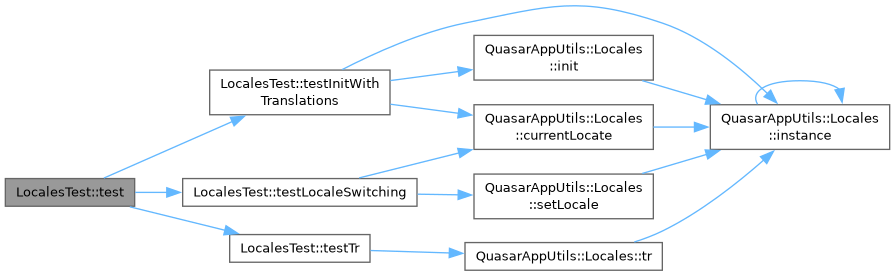 LocalesTest::test
LocalesTest::testInitWith
Translations
LocalesTest::testLocaleSwitching
LocalesTest::testTr
QuasarAppUtils::Locales
::init
QuasarAppUtils::Locales
::currentLocate
QuasarAppUtils::Locales
::setLocale
QuasarAppUtils::Locales::tr
QuasarAppUtils::Locales
::instance